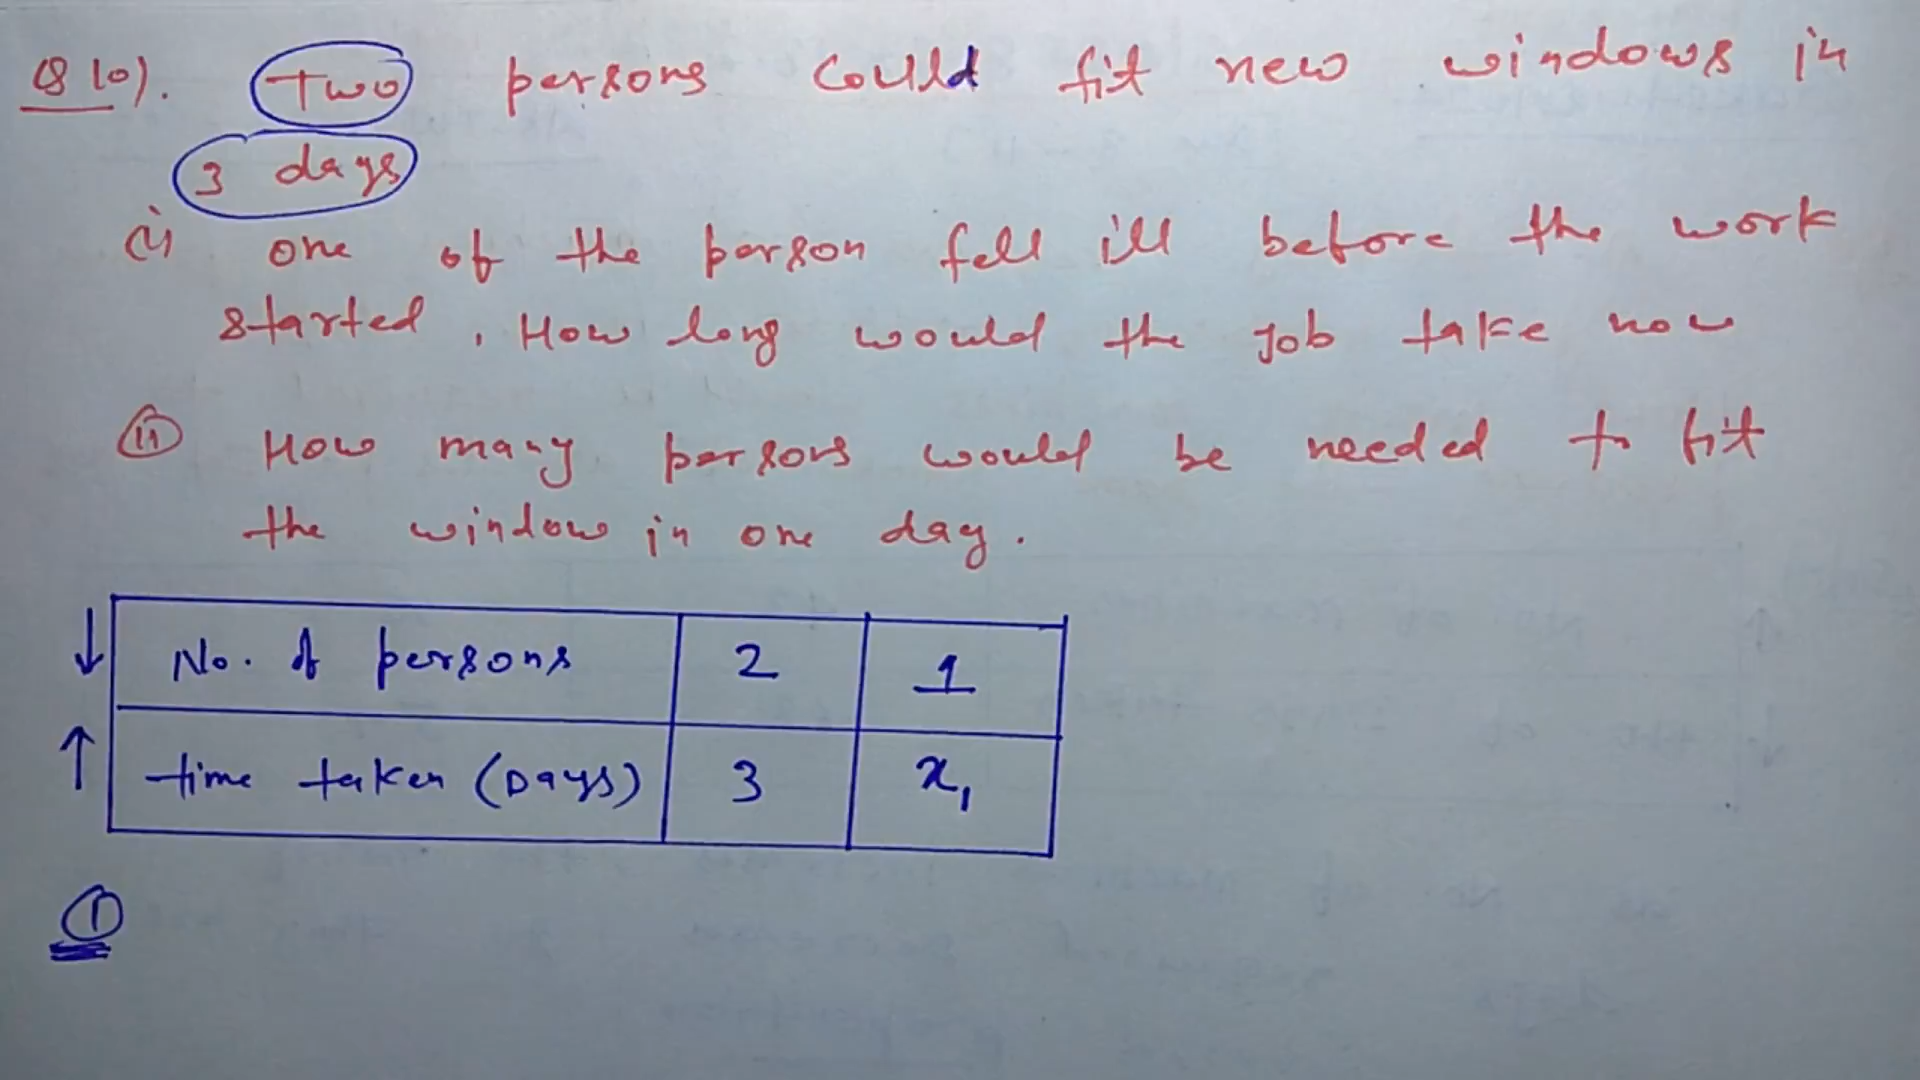 Q 10). Two persons could fit new windows in
3 days
(i) one of the person fell ill before the work
started. How long would the job take now
(ii) How many persons would be needed to fit
the window in one day.
↓ No. of persons 2 1
↑ time taken (Days) 3 x₁
①